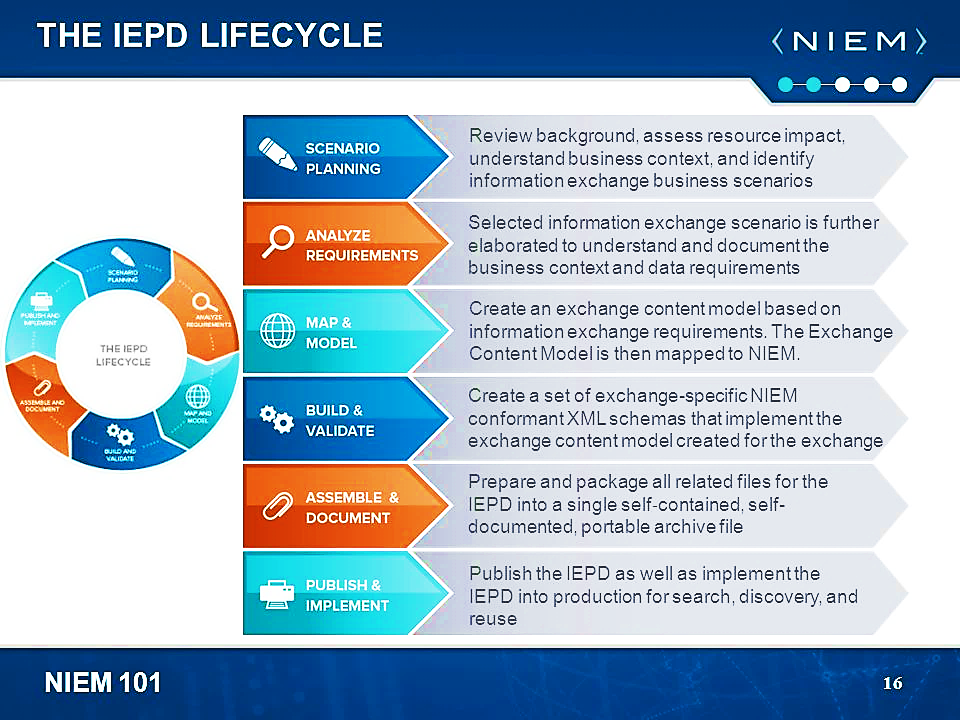 THE IEPD LIFECYCLE
NIEM
SCENARIO
PLANNING
Review background, assess resource impact,
understand business context, and identify
information exchange business scenarios
ANALYZE
REQUIREMENTS
Selected information exchange scenario is further
elaborated to understand and document the
business context and data requirements
MAP &
MODEL
Create an exchange content model based on
information exchange requirements. The Exchange
Content Model is then mapped to NIEM.
BUILD &
VALIDATE
Create a set of exchange-specific NIEM
conformant XML schemas that implement the
exchange content model created for the exchange
ASSEMBLE &
DOCUMENT
Prepare and package all related files for the
IEPD into a single self-contained, self-
documented, portable archive file
PUBLISH &
IMPLEMENT
Publish the IEPD as well as implement the
IEPD into production for search, discovery, and
reuse
SCENARIO
PLANNING
ANALYZE
REQUIREMENTS
MAP AND
MODEL
BUILD AND
VALIDATE
ASSEMBLE AND
DOCUMENT
PUBLISH AND
IMPLEMENT
THE IEPD
LIFECYCLE
NIEM 101
16